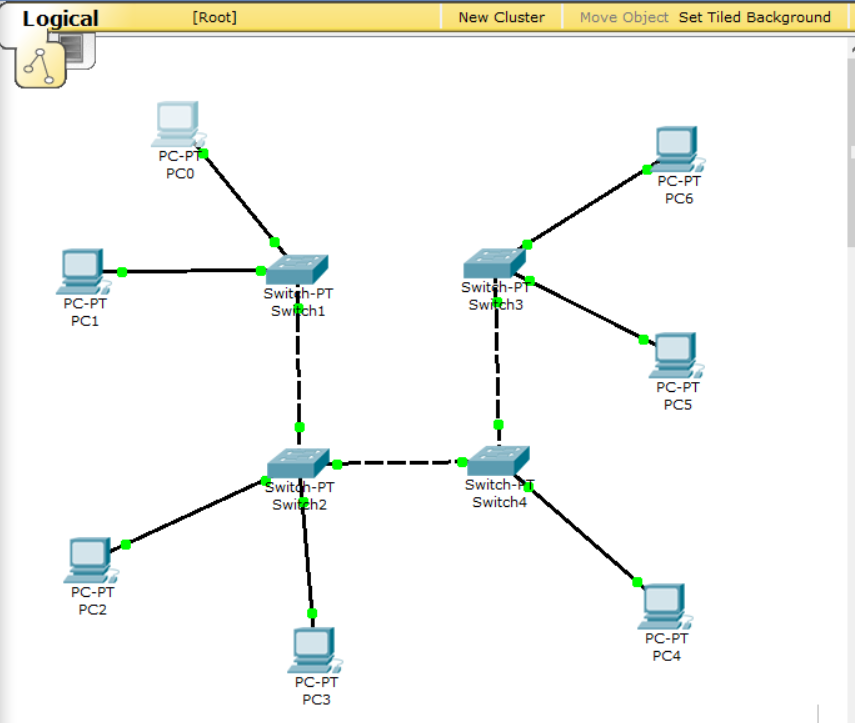 Logical [Root] New Cluster Move Object Set Tiled Background
PC-PT
PC0
PC-PT
PC6
PC-PT
PC1
Switch-PT
Switch1
Switch-PT
Switch3
PC-PT
PC5
Switch-PT
Switch2
Switch-PT
Switch4
PC-PT
PC2
PC-PT
PC4
PC-PT
PC3